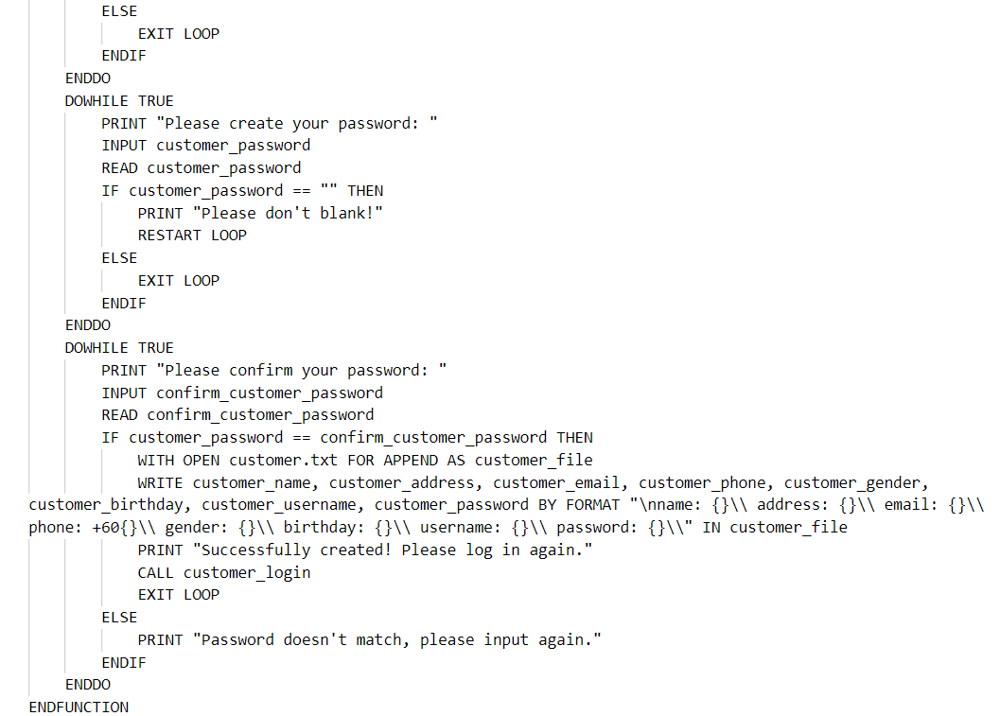 ELSE
EXIT LOOP
ENDIF
ENDDO
DOWHILE TRUE
PRINT "Please create your password: "
INPUT customer_password
READ customer_password
IF customer_password == "" THEN
PRINT "Please don't blank!"
RESTART LOOP
ELSE
EXIT LOOP
ENDIF
ENDDO
DOWHILE TRUE
PRINT "Please confirm your password: "
INPUT confirm_customer_password
READ confirm_customer_password
IF customer_password == confirm_customer_password THEN
WITH OPEN customer.txt FOR APPEND AS customer_file
WRITE customer_name, customer_address, customer_email, customer_phone, customer_gender,
customer_birthday, customer_username, customer_password BY FORMAT "\nname: {}\\ address: {}\\ email: {}\\
phone: +60{}\\ gender: {}\\ birthday: {}\\ username: {}\\ password: {}\\" IN customer_file
PRINT "Successfully created! Please log in again."
CALL customer_login
EXIT LOOP
ELSE
PRINT "Password doesn't match, please input again."
ENDIF
ENDDO
ENDFUNCTION